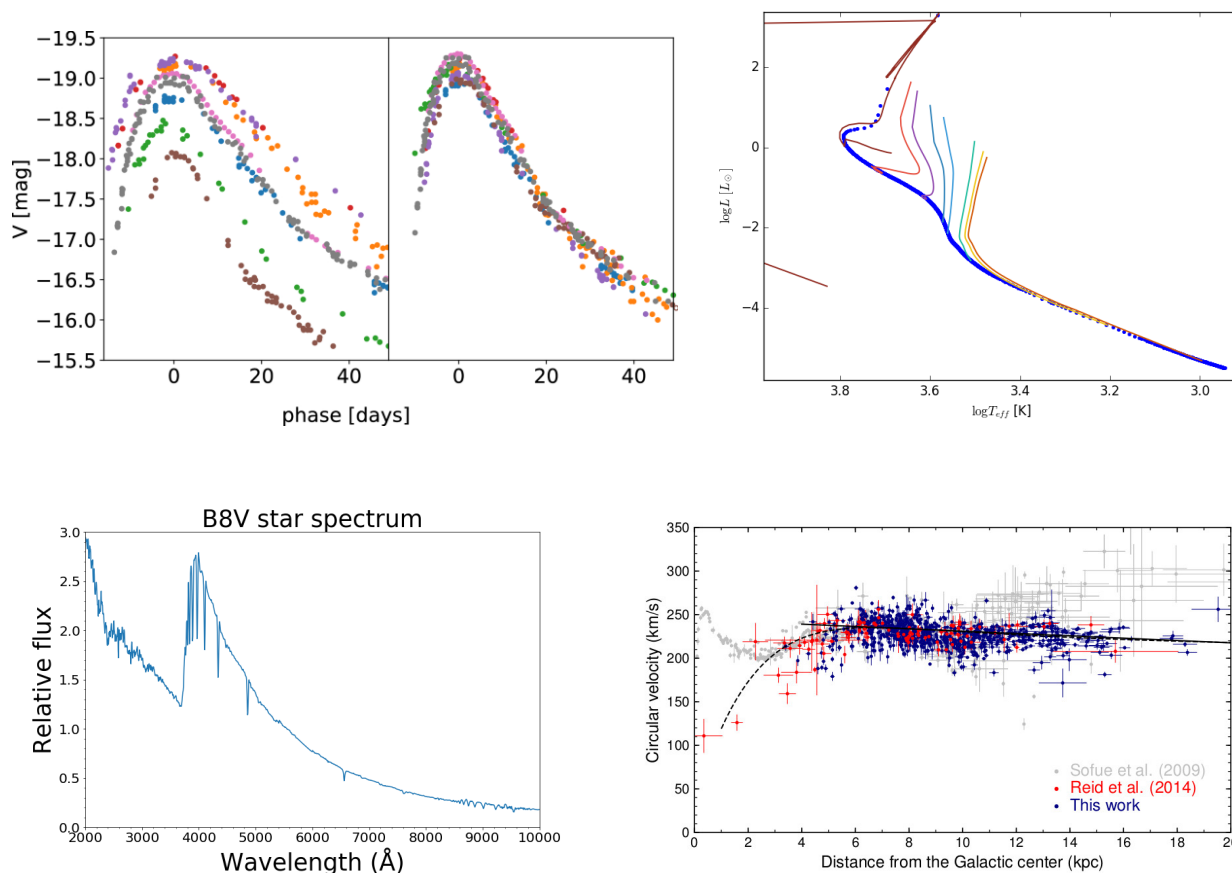 −19.5
−19.0
−18.5
−18.0
−17.5
−17.0
−16.5
−16.0
−15.5
V [mag]
0 20 40 0 20 40
phase [days]
2
0
−2
−4
log L [L⊙]
3.8 3.6 3.4 3.2 3.0
log T_eff [K]
B8V star spectrum
3.0
2.5
2.0
1.5
1.0
0.5
0.0
Relative flux
2000 3000 4000 5000 6000 7000 8000 9000 10000
Wavelength (Å)
350
300
250
200
150
100
50
0
Circular velocity (km/s)
Sofue et al. (2009)
Reid et al. (2014)
This work
0 2 4 6 8 10 12 14 16 18 20
Distance from the Galactic center (kpc)